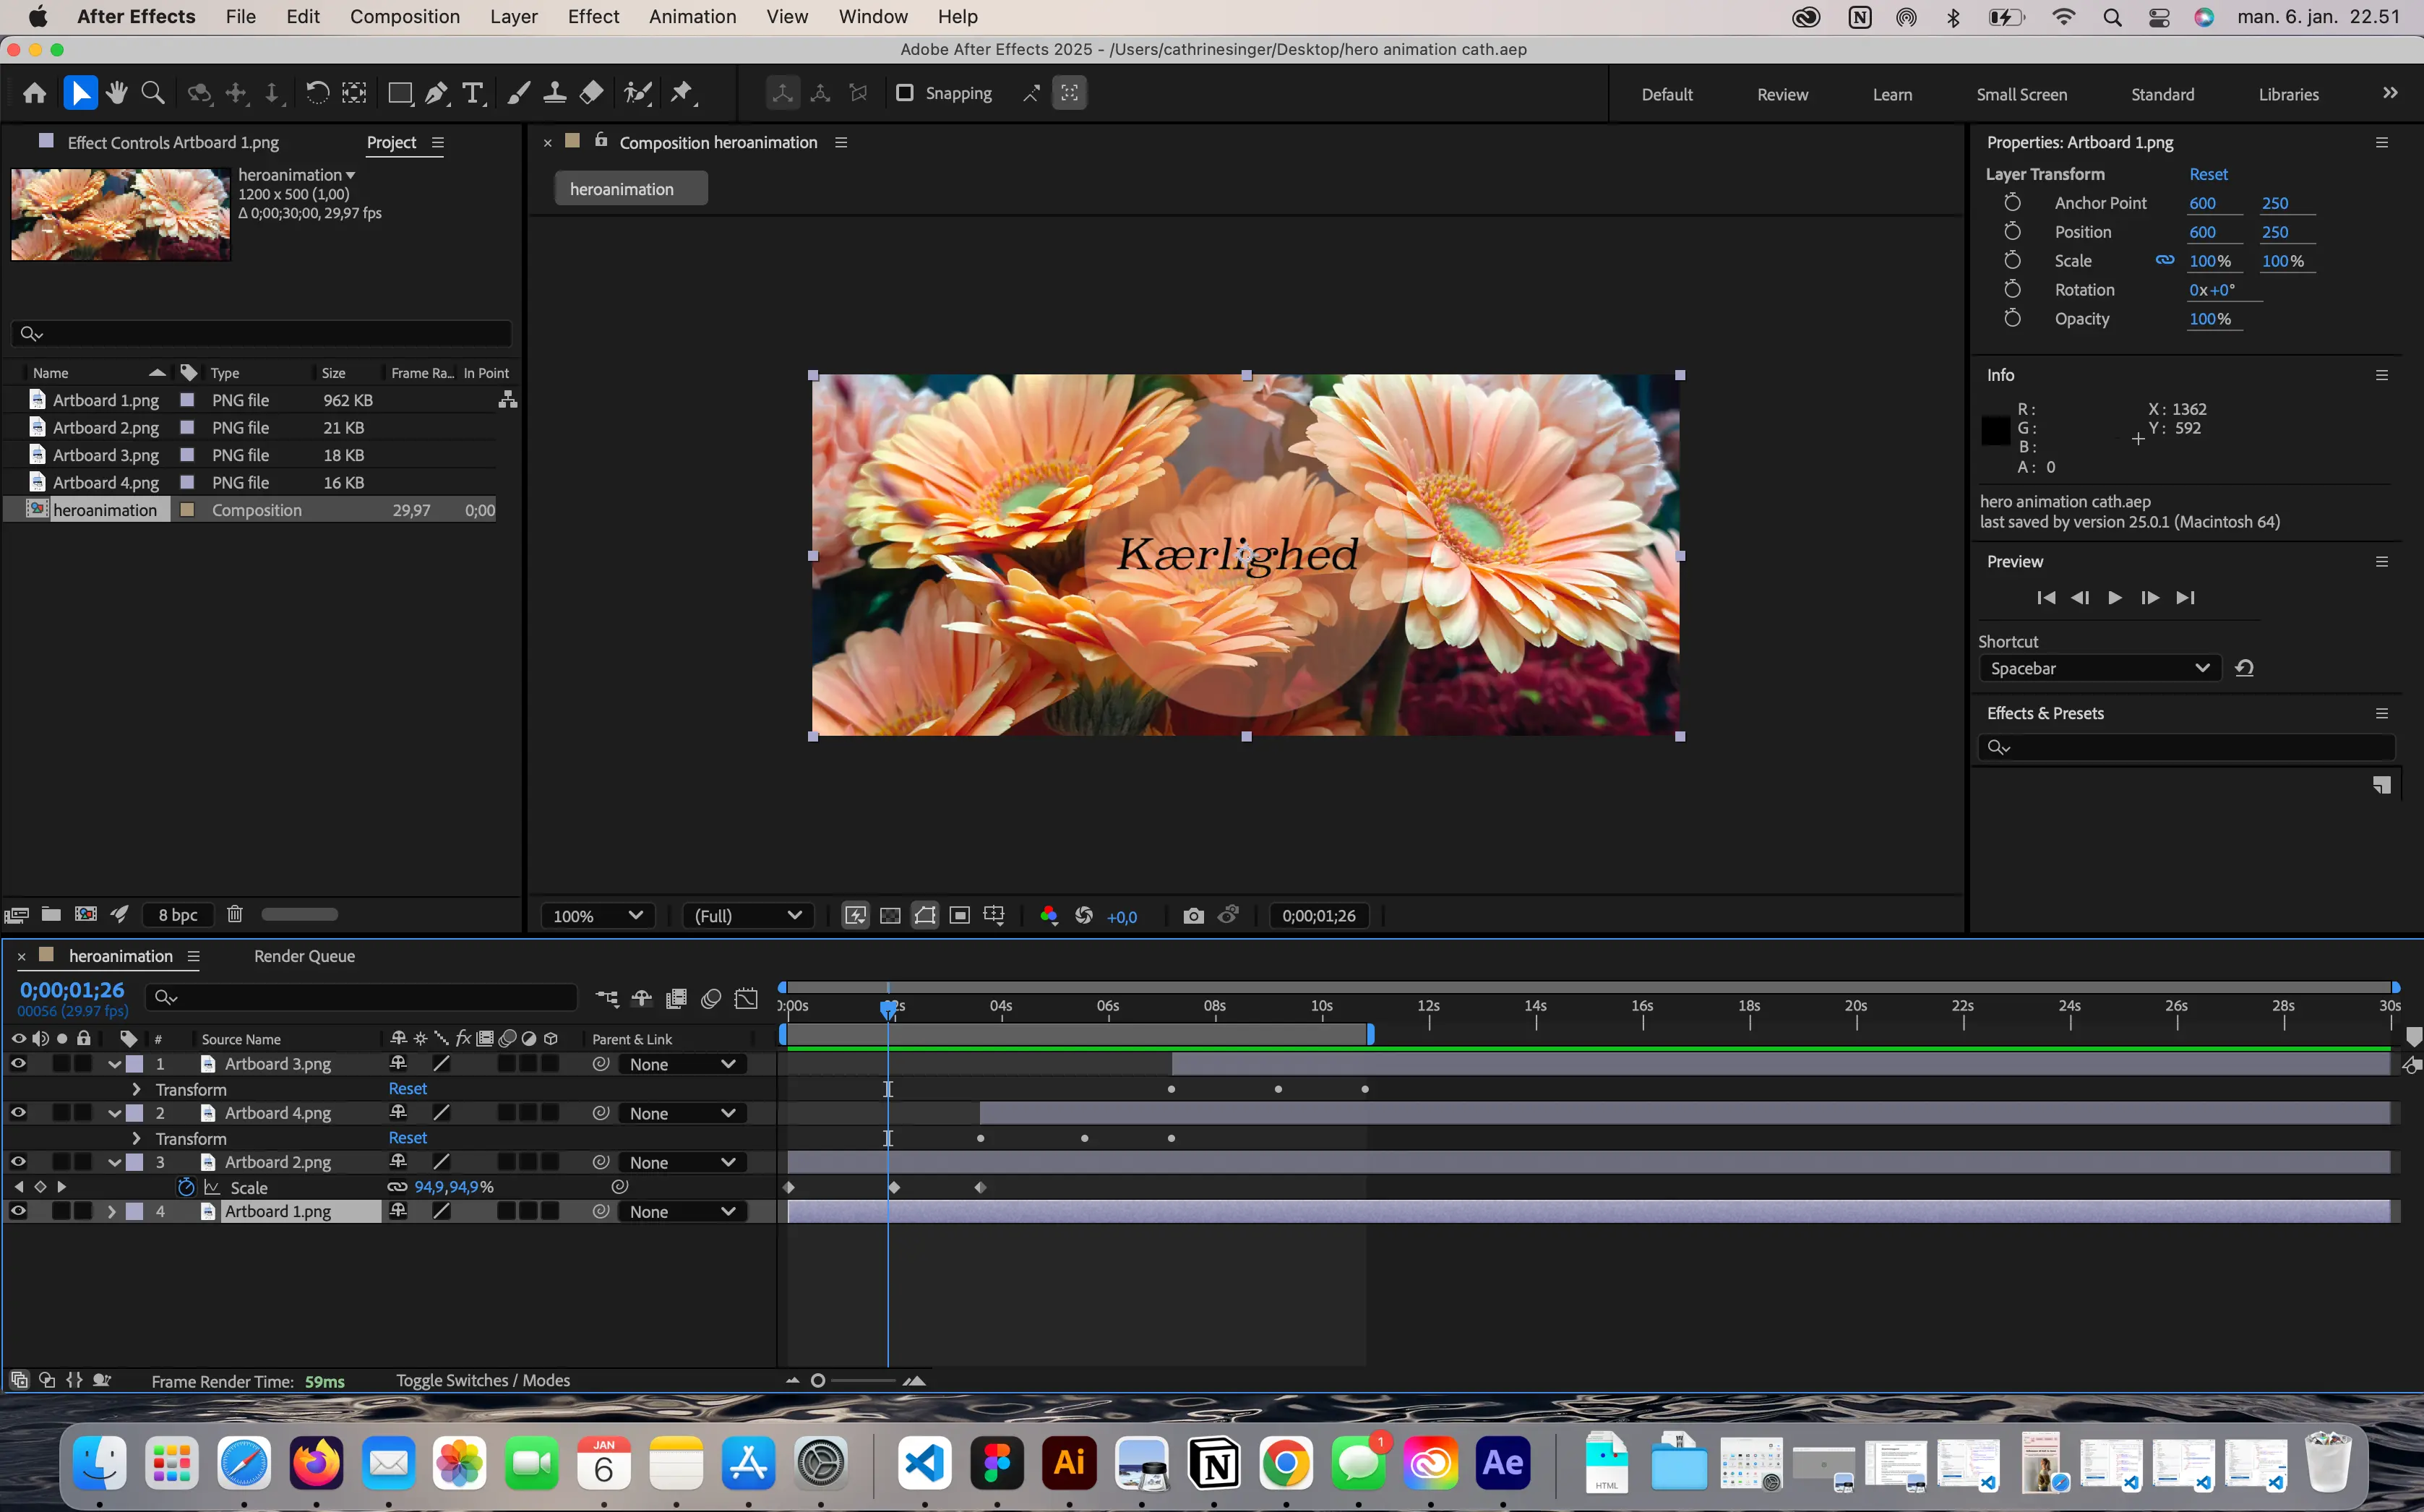 After Effects File Edit Composition Layer Effect Animation View Window Help man. 6. jan. 22.51
Adobe After Effects 2025 - /Users/cathrinesinger/Desktop/hero animation cath.aep
Snapping Default Review Learn Small Screen Standard Libraries
Effect Controls Artboard 1.png Project
heroanimation
1200 x 500 (1,00)
Δ 0;00;30;00, 29,97 fps
Name Type Size Frame Ra... In Point
Artboard 1.png PNG file 962 KB
Artboard 2.png PNG file 21 KB
Artboard 3.png PNG file 18 KB
Artboard 4.png PNG file 16 KB
heroanimation Composition 29,97 0;00
8 bpc
Composition heroanimation
heroanimation
Kærlighed
100% (Full) +0,0 0;00;01;26
Properties: Artboard 1.png
Layer Transform Reset
Anchor Point 600 250
Position 600 250
Scale 100% 100%
Rotation 0x+0°
Opacity 100%
Info
R: X: 1362
G: Y: 592
B:
A: 0
hero animation cath.aep
last saved by version 25.0.1 (Macintosh 64)
Preview
Shortcut
Spacebar
Effects & Presets
heroanimation Render Queue
0;00;01;26
00056 (29.97 fps)
04s 06s 08s 10s 12s 14s 16s 18s 20s 22s 24s 26s 28s 30s
# Source Name fx Parent & Link
1 Artboard 3.png None
Transform Reset
2 Artboard 4.png None
Transform Reset
3 Artboard 2.png None
Scale 94,9,94,9%
4 Artboard 1.png None
Frame Render Time: 59ms Toggle Switches / Modes
JAN
6
Ai
N
1
Ae
HTML